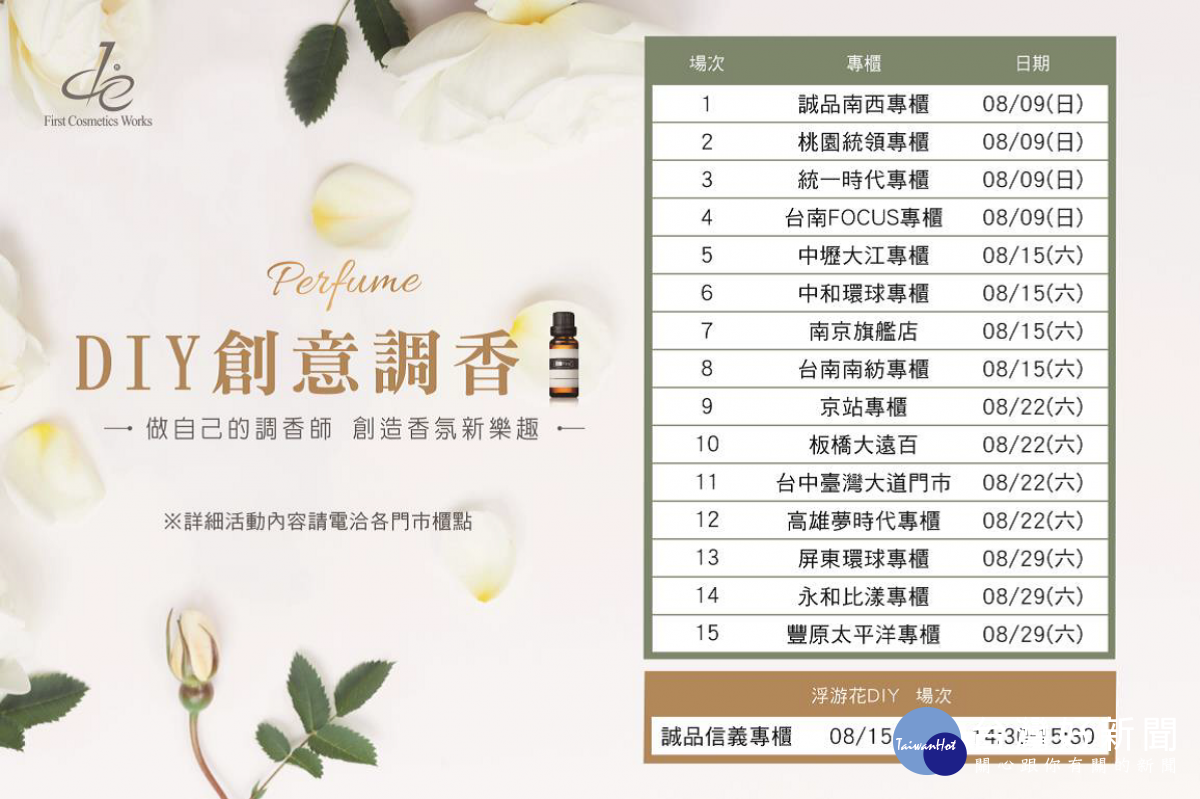 First Cosmetics Works
Perfume
DIY創意調香
做自己的調香師 創造香氛新樂趣
※詳細活動內容請電洽各門市櫃點
場次 專櫃 日期
1 誠品南西專櫃 08/09(日)
2 桃園統領專櫃 08/09(日)
3 統一時代專櫃 08/09(日)
4 台南FOCUS專櫃 08/09(日)
5 中壢大江專櫃 08/15(六)
6 中和環球專櫃 08/15(六)
7 南京旗艦店 08/15(六)
8 台南南紡專櫃 08/15(六)
9 京站專櫃 08/22(六)
10 板橋大遠百 08/22(六)
11 台中臺灣大道門市 08/22(六)
12 高雄夢時代專櫃 08/22(六)
13 屏東環球專櫃 08/29(六)
14 永和比漾專櫃 08/29(六)
15 豐原太平洋專櫃 08/29(六)
浮游花DIY 場次
誠品信義專櫃 08/15 14:30-15:30
TaiwanHot
新聞
關心跟你有關的新聞